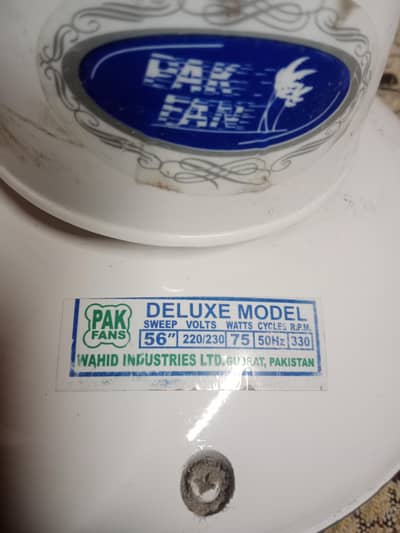 PAK
FAN
PAK
FANS
DELUXE MODEL
SWEEP VOLTS WATTS CYCLES R.P.M.
56" 220/230 75 50Hz 330
WAHID INDUSTRIES LTD. GUJRAT, PAKISTAN